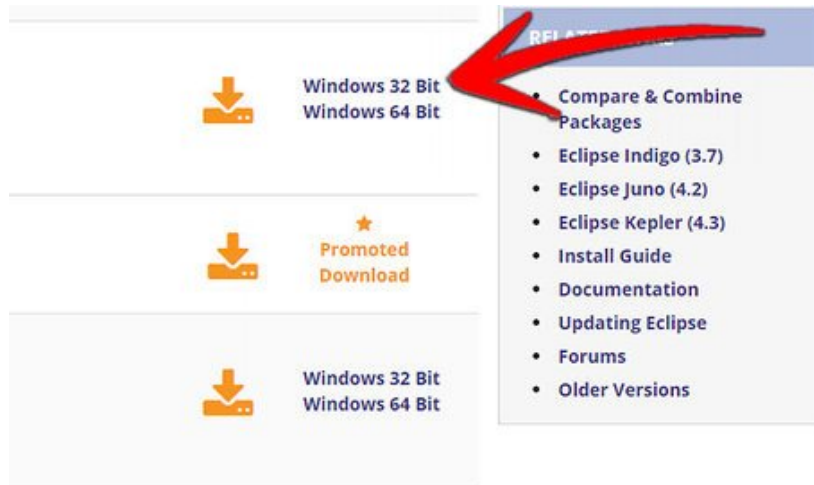 Windows 32 Bit
Windows 64 Bit
Promoted
Download
Windows 32 Bit
Windows 64 Bit
• Compare & Combine
Packages
• Eclipse Indigo (3.7)
• Eclipse Juno (4.2)
• Eclipse Kepler (4.3)
• Install Guide
• Documentation
• Updating Eclipse
• Forums
• Older Versions